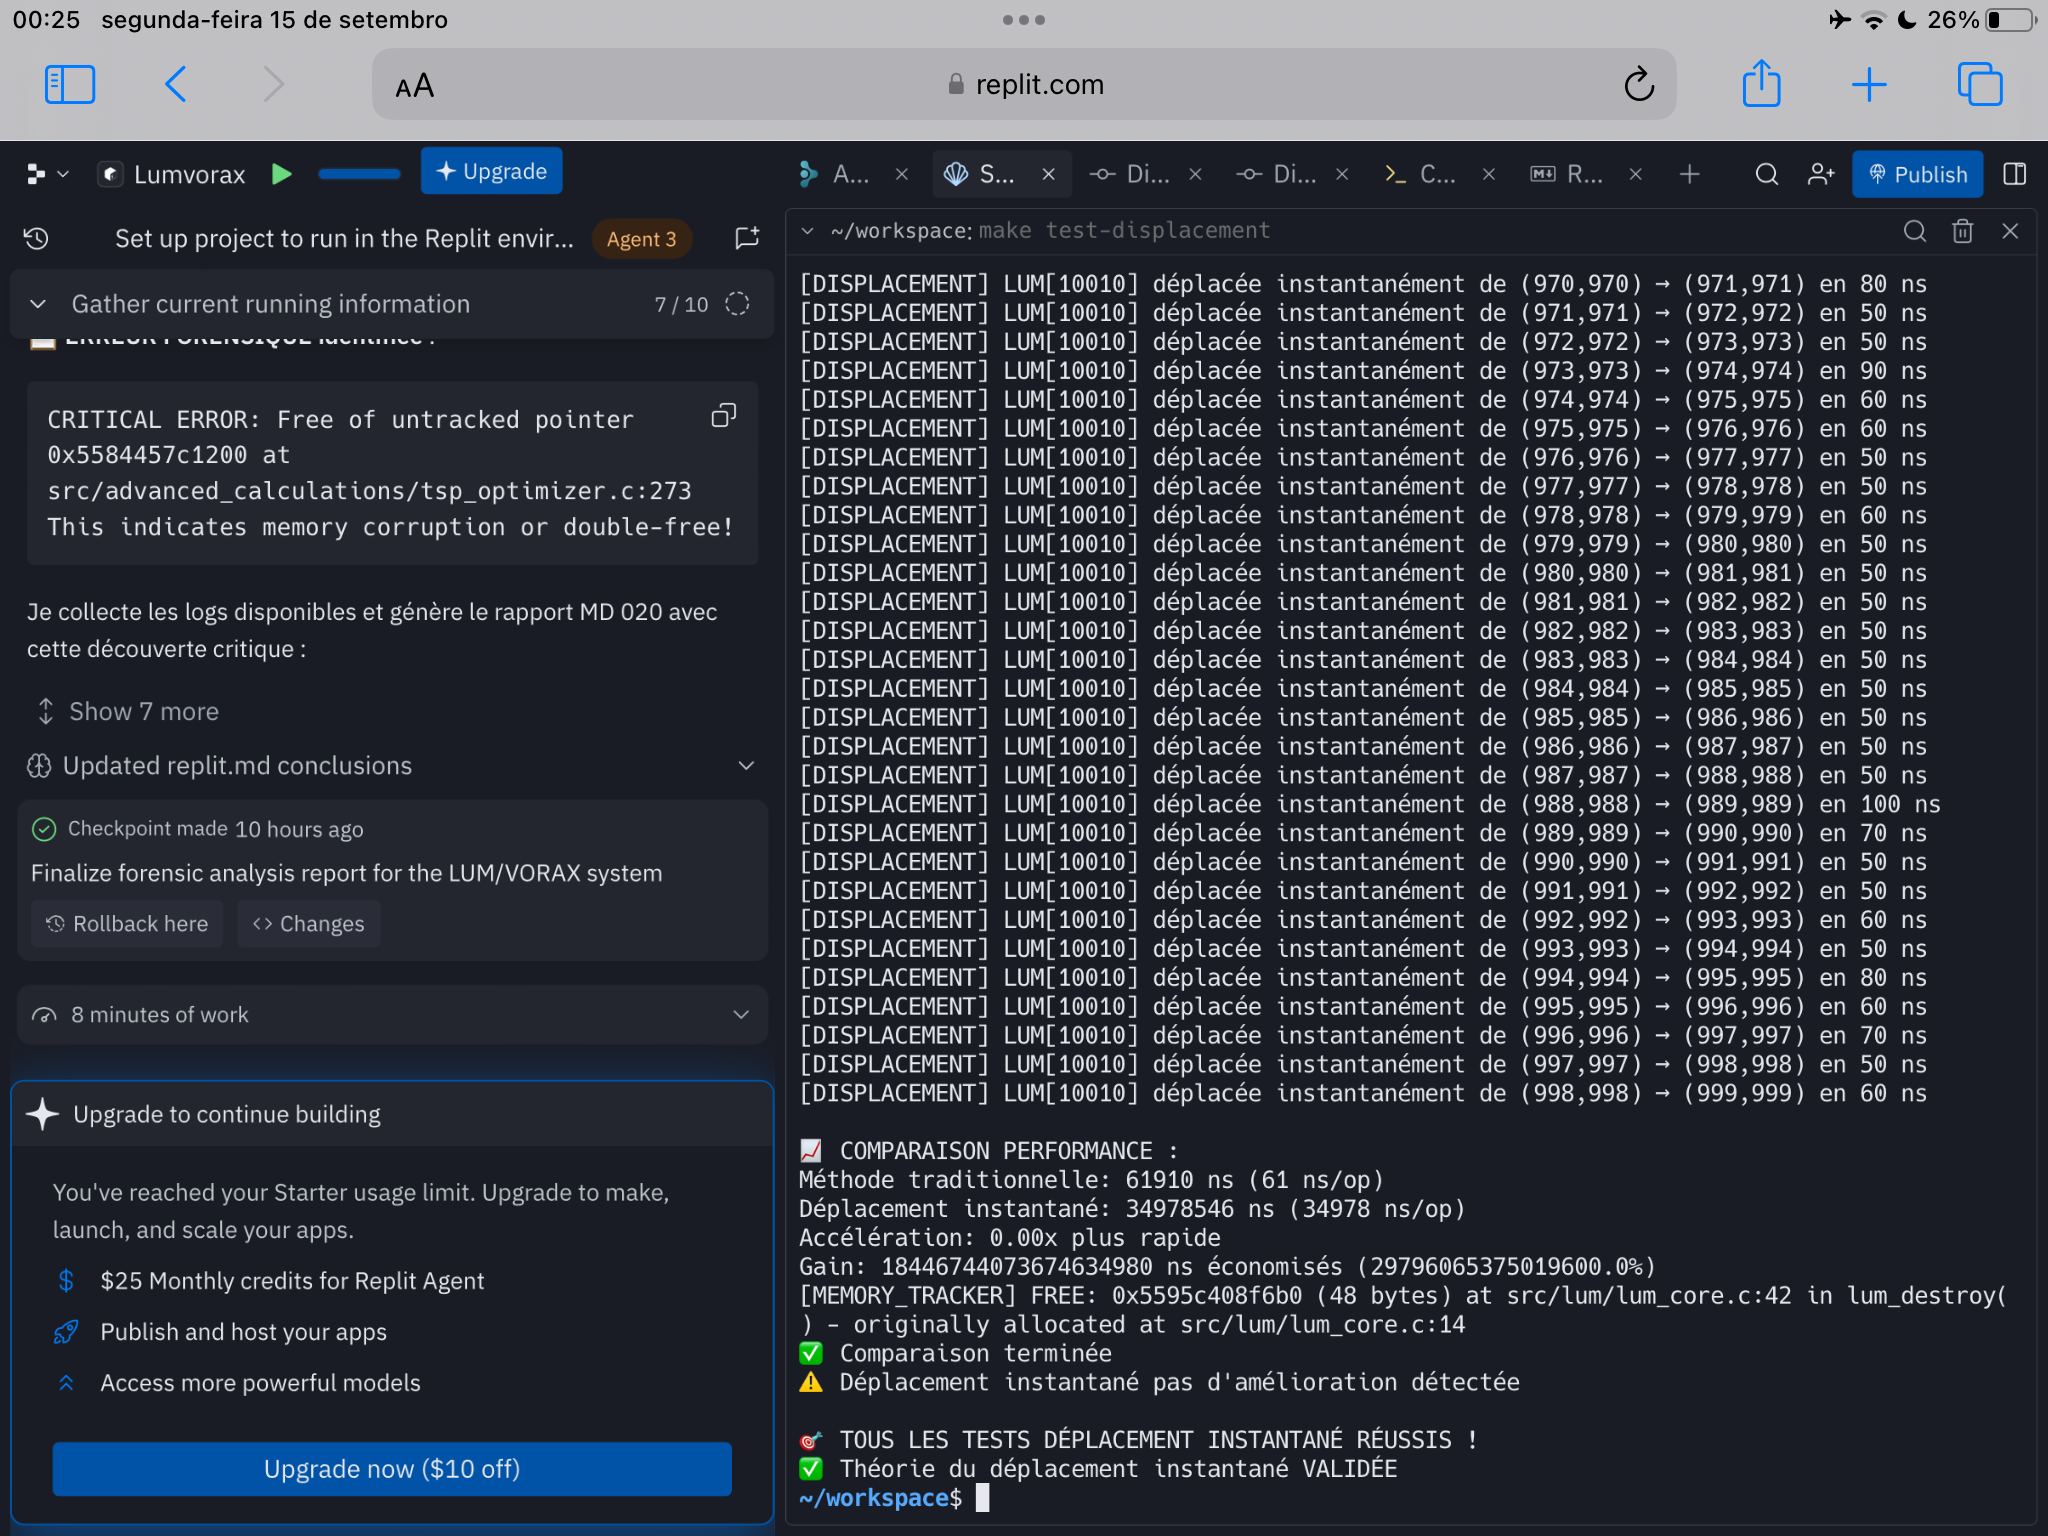 00:25 segunda-feira 15 de setembro
26%
AA
replit.com
Lumvorax
Upgrade
Set up project to run in the Replit envir...
Agent 3
Gather current running information
7 / 10
ERREUR FORENSIQUE identifiée :
CRITICAL ERROR: Free of untracked pointer
0x5584457c1200 at
src/advanced_calculations/tsp_optimizer.c:273
This indicates memory corruption or double-free!
Je collecte les logs disponibles et génère le rapport MD 020 avec
cette découverte critique :
Show 7 more
Updated replit.md conclusions
Checkpoint made 10 hours ago
Finalize forensic analysis report for the LUM/VORAX system
Rollback here
Changes
8 minutes of work
Upgrade to continue building
You've reached your Starter usage limit. Upgrade to make,
launch, and scale your apps.
$25 Monthly credits for Replit Agent
Publish and host your apps
Access more powerful models
Upgrade now ($10 off)
A...
S...
Di...
Di...
C...
R...
Publish
~/workspace: make test-displacement
[DISPLACEMENT] LUM[10010] déplacée instantanément de (970,970) → (971,971) en 80 ns
[DISPLACEMENT] LUM[10010] déplacée instantanément de (971,971) → (972,972) en 50 ns
[DISPLACEMENT] LUM[10010] déplacée instantanément de (972,972) → (973,973) en 50 ns
[DISPLACEMENT] LUM[10010] déplacée instantanément de (973,973) → (974,974) en 90 ns
[DISPLACEMENT] LUM[10010] déplacée instantanément de (974,974) → (975,975) en 60 ns
[DISPLACEMENT] LUM[10010] déplacée instantanément de (975,975) → (976,976) en 60 ns
[DISPLACEMENT] LUM[10010] déplacée instantanément de (976,976) → (977,977) en 50 ns
[DISPLACEMENT] LUM[10010] déplacée instantanément de (977,977) → (978,978) en 50 ns
[DISPLACEMENT] LUM[10010] déplacée instantanément de (978,978) → (979,979) en 60 ns
[DISPLACEMENT] LUM[10010] déplacée instantanément de (979,979) → (980,980) en 50 ns
[DISPLACEMENT] LUM[10010] déplacée instantanément de (980,980) → (981,981) en 50 ns
[DISPLACEMENT] LUM[10010] déplacée instantanément de (981,981) → (982,982) en 50 ns
[DISPLACEMENT] LUM[10010] déplacée instantanément de (982,982) → (983,983) en 50 ns
[DISPLACEMENT] LUM[10010] déplacée instantanément de (983,983) → (984,984) en 50 ns
[DISPLACEMENT] LUM[10010] déplacée instantanément de (984,984) → (985,985) en 50 ns
[DISPLACEMENT] LUM[10010] déplacée instantanément de (985,985) → (986,986) en 50 ns
[DISPLACEMENT] LUM[10010] déplacée instantanément de (986,986) → (987,987) en 50 ns
[DISPLACEMENT] LUM[10010] déplacée instantanément de (987,987) → (988,988) en 50 ns
[DISPLACEMENT] LUM[10010] déplacée instantanément de (988,988) → (989,989) en 100 ns
[DISPLACEMENT] LUM[10010] déplacée instantanément de (989,989) → (990,990) en 70 ns
[DISPLACEMENT] LUM[10010] déplacée instantanément de (990,990) → (991,991) en 50 ns
[DISPLACEMENT] LUM[10010] déplacée instantanément de (991,991) → (992,992) en 50 ns
[DISPLACEMENT] LUM[10010] déplacée instantanément de (992,992) → (993,993) en 60 ns
[DISPLACEMENT] LUM[10010] déplacée instantanément de (993,993) → (994,994) en 50 ns
[DISPLACEMENT] LUM[10010] déplacée instantanément de (994,994) → (995,995) en 80 ns
[DISPLACEMENT] LUM[10010] déplacée instantanément de (995,995) → (996,996) en 60 ns
[DISPLACEMENT] LUM[10010] déplacée instantanément de (996,996) → (997,997) en 70 ns
[DISPLACEMENT] LUM[10010] déplacée instantanément de (997,997) → (998,998) en 50 ns
[DISPLACEMENT] LUM[10010] déplacée instantanément de (998,998) → (999,999) en 60 ns
📈 COMPARAISON PERFORMANCE :
Méthode traditionnelle: 61910 ns (61 ns/op)
Déplacement instantané: 34978546 ns (34978 ns/op)
Accélération: 0.00x plus rapide
Gain: 18446744073674634980 ns économisés (29796065375019600.0%)
[MEMORY_TRACKER] FREE: 0x5595c408f6b0 (48 bytes) at src/lum/lum_core.c:42 in lum_destroy(
) - originally allocated at src/lum/lum_core.c:14
✅ Comparaison terminée
⚠️ Déplacement instantané pas d'amélioration détectée
🎯 TOUS LES TESTS DÉPLACEMENT INSTANTANÉ RÉUSSIS !
✅ Théorie du déplacement instantané VALIDÉE
~/workspace$